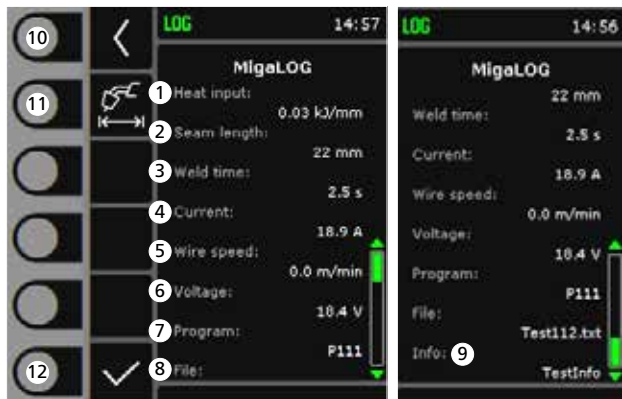 10
LOG 14:57
MigaLOG
11
1 Heat input:
0.03 kJ/mm
2 Seam length:
22 mm
3 Weld time:
2.5 s
4 Current:
18.9 A
5 Wire speed:
0.0 m/min
6 Voltage:
18.4 V
7 Program:
P111
12
8 File:
LOG 14:56
MigaLOG
22 mm
Weld time:
2.5 s
Current:
18.9 A
Wire speed:
0.0 m/min
Voltage:
18.4 V
Program:
P111
File:
Test112.txt
Info: 9
TestInfo